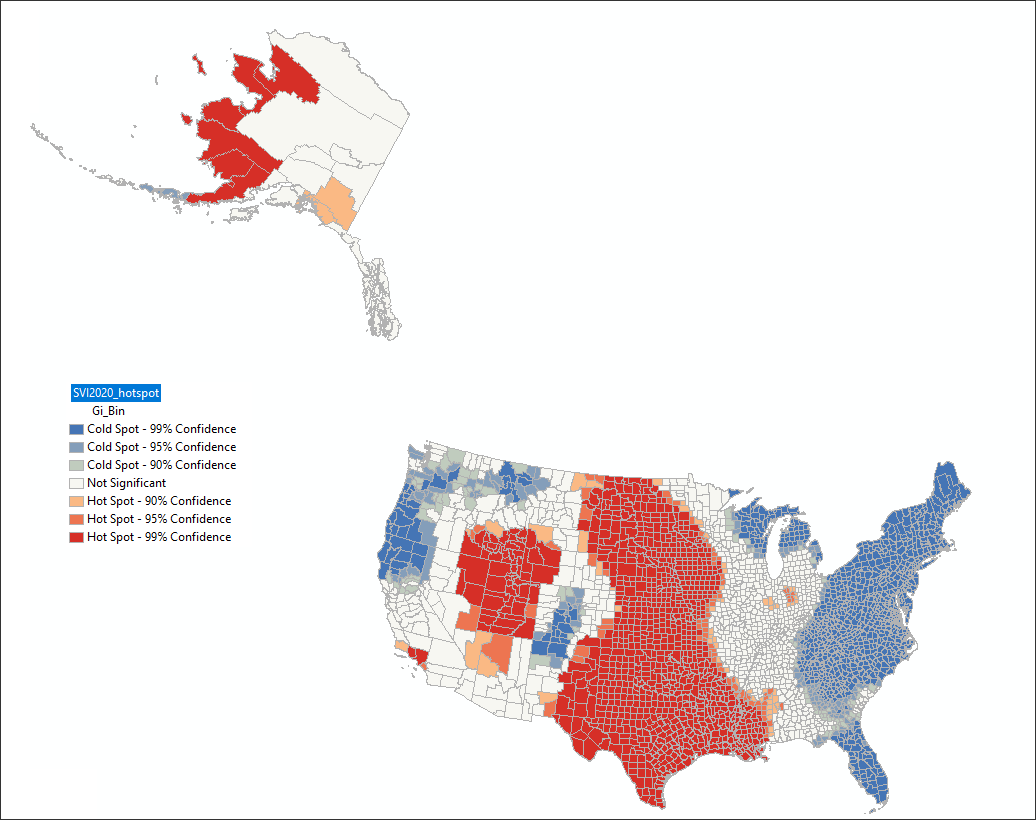 SVI2020_hotspot
Gi_Bin
Cold Spot - 99% Confidence
Cold Spot - 95% Confidence
Cold Spot - 90% Confidence
Not Significant
Hot Spot - 90% Confidence
Hot Spot - 95% Confidence
Hot Spot - 99% Confidence